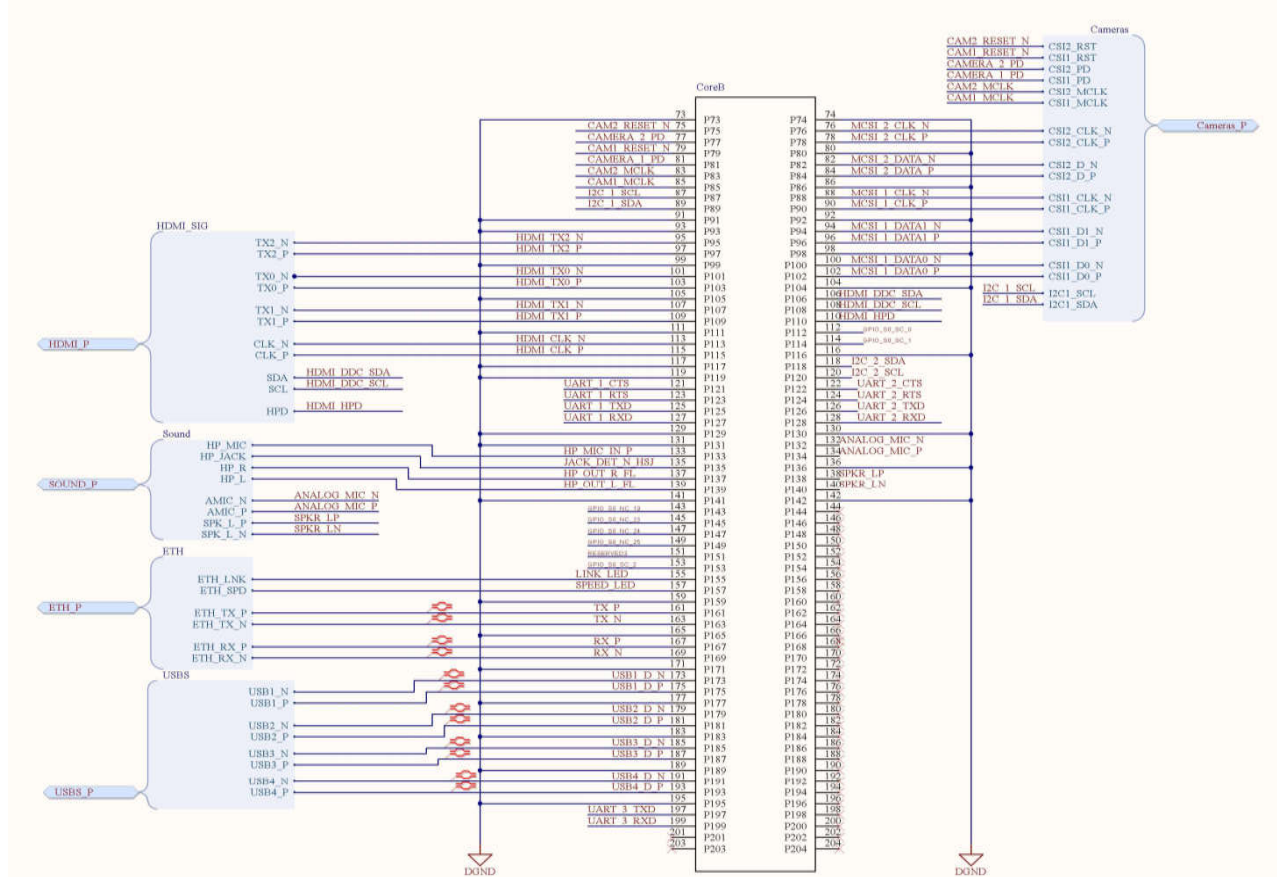 Cameras
CAM2_RESET_N CSI2_RST
CAM1_RESET_N CSI1_RST
CAMERA_2_PD CSI2_PD
CAMERA_1_PD CSI1_PD
CAM2_MCLK CSI2_MCLK
CAM1_MCLK CSI1_MCLK
CSI2_CLK_N
CSI2_CLK_P
CSI2_D_N
CSI2_D_P
CSI1_CLK_N
CSI1_CLK_P
CSI1_D1_N
CSI1_D1_P
CSI1_D0_N
CSI1_D0_P
I2C_1_SCL I2C1_SCL
I2C_1_SDA I2C1_SDA
Cameras_P
HDMI_SIG
TX2_N
TX2_P
TX0_N
TX0_P
TX1_N
TX1_P
CLK_N
CLK_P
SDA HDMI_DDC_SDA
SCL HDMI_DDC_SCL
HPD HDMI_HPD
HDMI_P
Sound
HP_MIC
HP_JACK
HP_R
HP_L
AMIC_N ANALOG_MIC_N
AMIC_P ANALOG_MIC_P
SPK_L_P SPKR_LP
SPK_L_N SPKR_LN
SOUND_P
ETH
ETH_LNK
ETH_SPD
ETH_TX_P
ETH_TX_N
ETH_RX_P
ETH_RX_N
ETH_P
USBS
USB1_N
USB1_P
USB2_N
USB2_P
USB3_N
USB3_P
USB4_N
USB4_P
USBS_P
CoreB
73 P73 P74 74
CAM2_RESET_N 75 P75 P76 76 MCSI_2_CLK_N
CAMERA_2_PD 77 P77 P78 78 MCSI_2_CLK_P
CAM1_RESET_N 79 P79 P80 80
CAMERA_1_PD 81 P81 P82 82 MCSI_2_DATA_N
CAM2_MCLK 83 P83 P84 84 MCSI_2_DATA_P
CAM1_MCLK 85 P85 P86 86
I2C_1_SCL 87 P87 P88 88 MCSI_1_CLK_N
I2C_1_SDA 89 P89 P90 90 MCSI_1_CLK_P
91 P91 P92 92
93 P93 P94 94 MCSI_1_DATA1_N
HDMI_TX2_N 95 P95 P96 96 MCSI_1_DATA1_P
HDMI_TX2_P 97 P97 P98 98
99 P99 P100 100 MCSI_1_DATA0_N
HDMI_TX0_N 101 P101 P102 102 MCSI_1_DATA0_P
HDMI_TX0_P 103 P103 P104 104
105 P105 P106 106 HDMI_DDC_SDA
HDMI_TX1_N 107 P107 P108 108 HDMI_DDC_SCL
HDMI_TX1_P 109 P109 P110 110 HDMI_HPD
111 P111 P112 112
HDMI_CLK_N 113 P113 P114 114
HDMI_CLK_P 115 P115 P116 116
117 P117 P118 118 I2C_2_SDA
119 P119 P120 120 I2C_2_SCL
UART_1_CTS 121 P121 P122 122 UART_2_CTS
UART_1_RTS 123 P123 P124 124 UART_2_RTS
UART_1_TXD 125 P125 P126 126 UART_2_TXD
UART_1_RXD 127 P127 P128 128 UART_2_RXD
129 P129 P130 130
131 P131 P132 132 ANALOG_MIC_N
HP_MIC_IN_P 133 P133 P134 134 ANALOG_MIC_P
JACK_DET_N_HSJ 135 P135 P136 136
HP_OUT_R_FL 137 P137 P138 138 SPKR_LP
HP_OUT_L_FL 139 P139 P140 140 SPKR_LN
141 P141 P142 142
143 P143 P144 144
145 P145 P146 146
147 P147 P148 148
149 P149 P150 150
151 P151 P152 152
153 P153 P154 154
LINK_LED 155 P155 P156 156
SPEED_LED 157 P157 P158 158
159 P159 P160 160
TX_P 161 P161 P162 162
TX_N 163 P163 P164 164
165 P165 P166 166
RX_P 167 P167 P168 168
RX_N 169 P169 P170 170
171 P171 P172 172
USB1_D_N 173 P173 P174 174
USB1_D_P 175 P175 P176 176
177 P177 P178 178
USB2_D_N 179 P179 P180 180
USB2_D_P 181 P181 P182 182
183 P183 P184 184
USB3_D_N 185 P185 P186 186
USB3_D_P 187 P187 P188 188
189 P189 P190 190
USB4_D_N 191 P191 P192 192
USB4_D_P 193 P193 P194 194
195 P195 P196 196
UART_3_TXD 197 P197 P198 198
UART_3_RXD 199 P199 P200 200
201 P201 P202 202
203 P203 P204 204
DGND
DGND